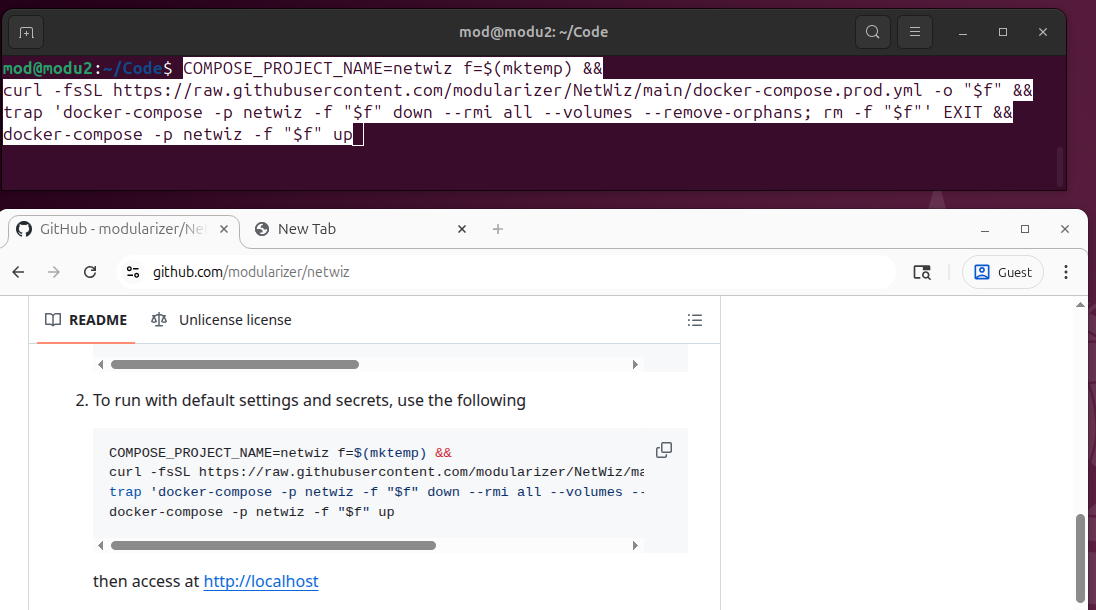 mod@modu2: ~/Code
mod@modu2:~/Code$ COMPOSE_PROJECT_NAME=netwiz f=$(mktemp) &&
curl -fsSL https://raw.githubusercontent.com/modularizer/NetWiz/main/docker-compose.prod.yml -o "$f" &&
trap 'docker-compose -p netwiz -f "$f" down --rmi all --volumes --remove-orphans; rm -f "$f"' EXIT &&
docker-compose -p netwiz -f "$f" up
GitHub - modularizer/Net
New Tab
github.com/modularizer/netwiz
Guest
README
Unlicense license
2. To run with default settings and secrets, use the following
COMPOSE_PROJECT_NAME=netwiz f=$(mktemp) &&
curl -fsSL https://raw.githubusercontent.com/modularizer/NetWiz/ma
trap 'docker-compose -p netwiz -f "$f" down --rmi all --volumes --
docker-compose -p netwiz -f "$f" up
then access at http://localhost